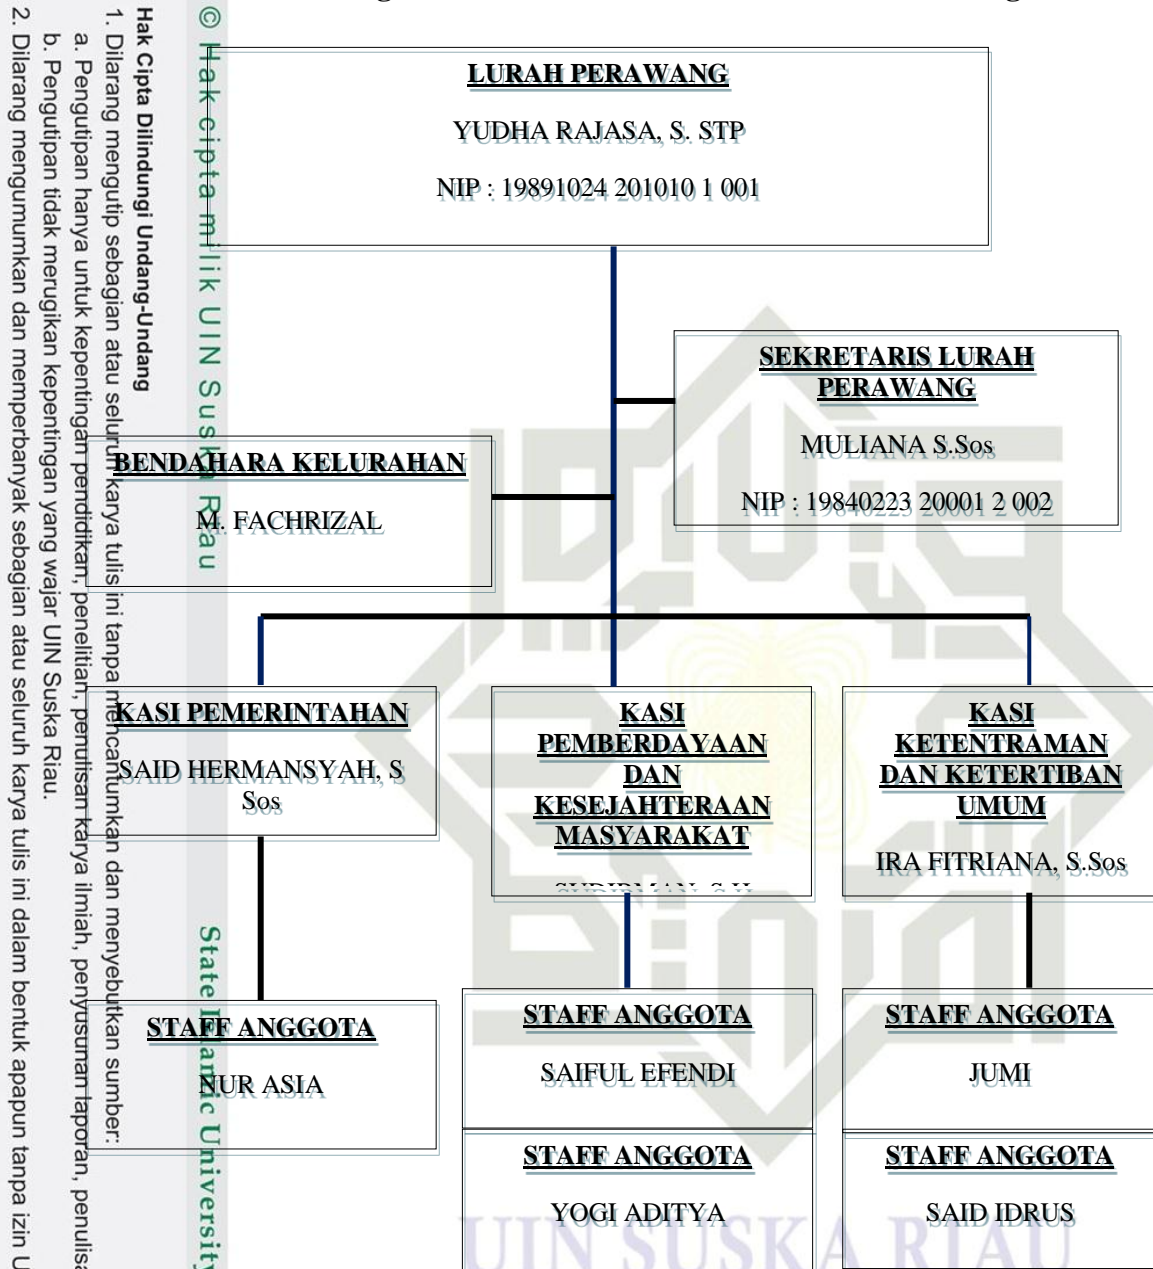 LURAH PERAWANG
YUDHA RAJASA, S. STP
NIP : 19891024 201010 1 001
SEKRETARIS LURAH
PERAWANG
MULIANA S.Sos
NIP : 19840223 20001 2 002
BENDAHARA KELURAHAN
M. FACHRIZAL
KASI PEMERINTAHAN
SAID HERMANSYAH, S
Sos
KASI
PEMBERDAYAAN
DAN
KESEJAHTERAAN
MASYARAKAT
SUDIRMAN, S.H
KASI
KETENTRAMAN
DAN KETERTIBAN
UMUM
IRA FITRIANA, S.Sos
STAFF ANGGOTA
NUR ASIA
STAFF ANGGOTA
SAIFUL EFENDI
STAFF ANGGOTA
JUMI
STAFF ANGGOTA
YOGI ADITYA
STAFF ANGGOTA
SAID IDRUS
UIN SUSKA RIAU
© Hak cipta milik UIN Suska Riau
State Islamic University
Hak Cipta Dilindungi Undang-Undang
1. Dilarang mengutip sebagian atau seluruh karya tulis ini tanpa mencantumkan dan menyebutkan sumber:
a. Pengutipan hanya untuk kepentingan pendidikan, penelitian, penulisan karya ilmiah, penyusunan laporan, penulisa
b. Pengutipan tidak merugikan kepentingan yang wajar UIN Suska Riau.
2. Dilarang mengumumkan dan memperbanyak sebagian atau seluruh karya tulis ini dalam bentuk apapun tanpa izin U